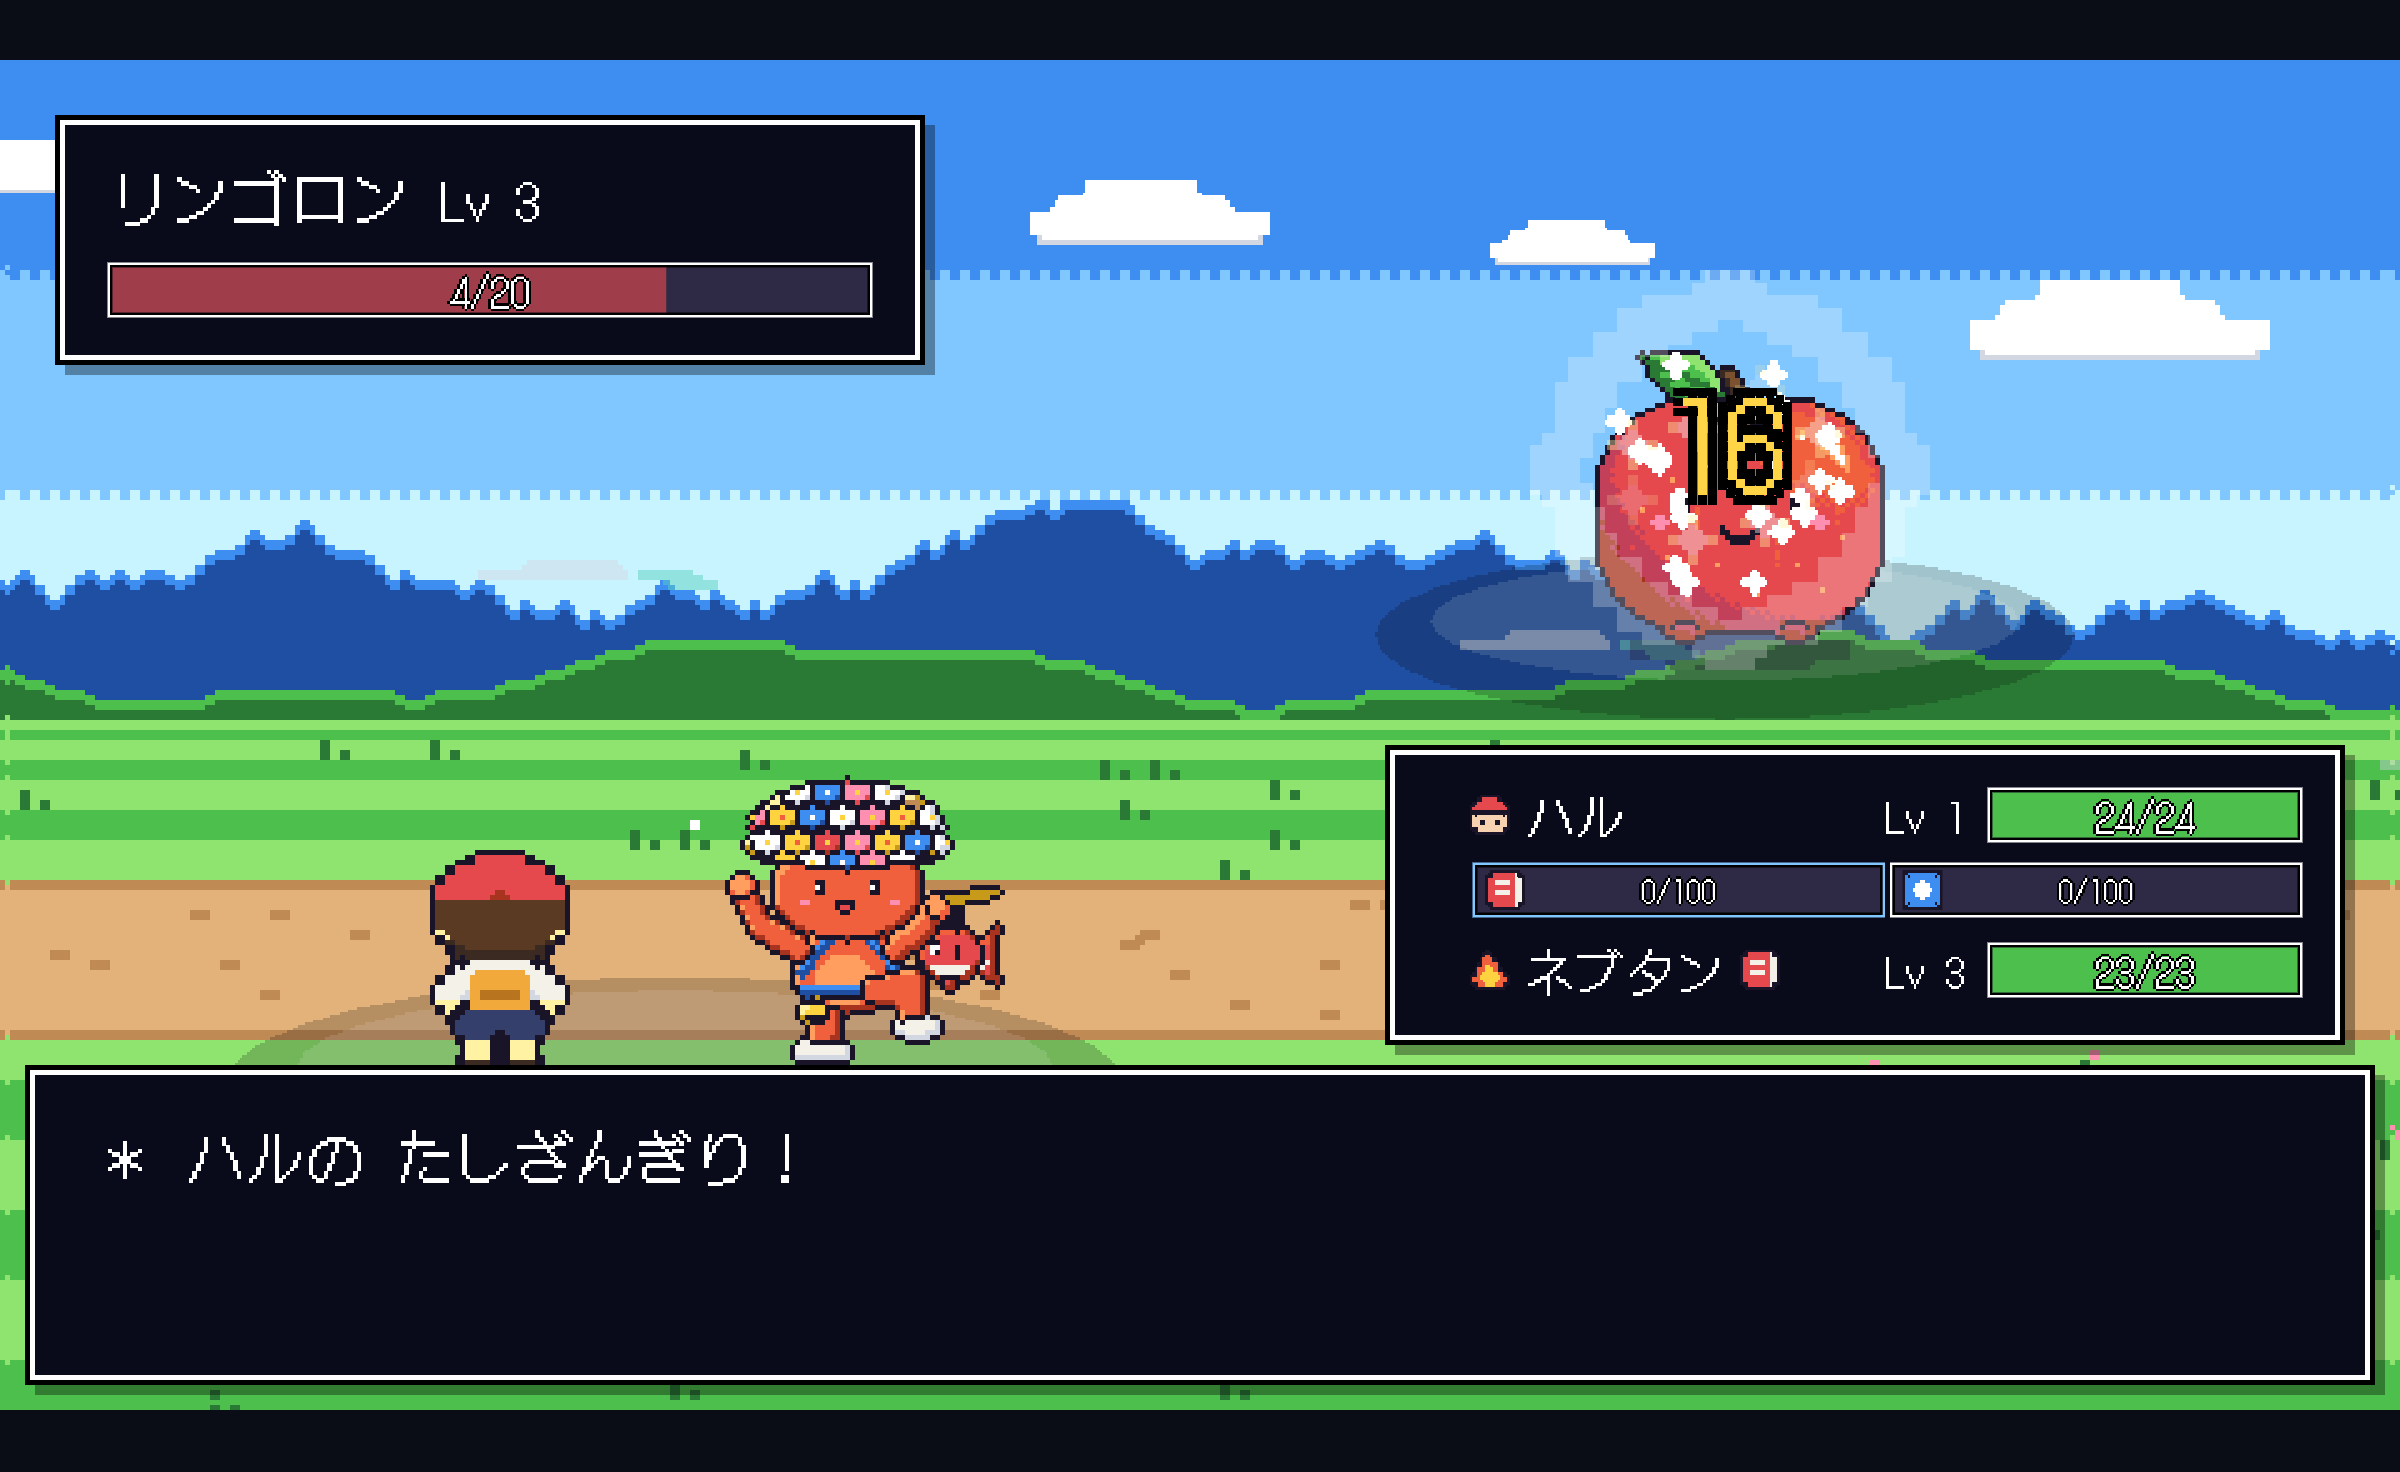 リンゴロン Lv 3
4/20
16
ハル Lv 1 24/24
0/100 0/100
ネブタン Lv 3 23/23
* ハルの たしざんぎり！